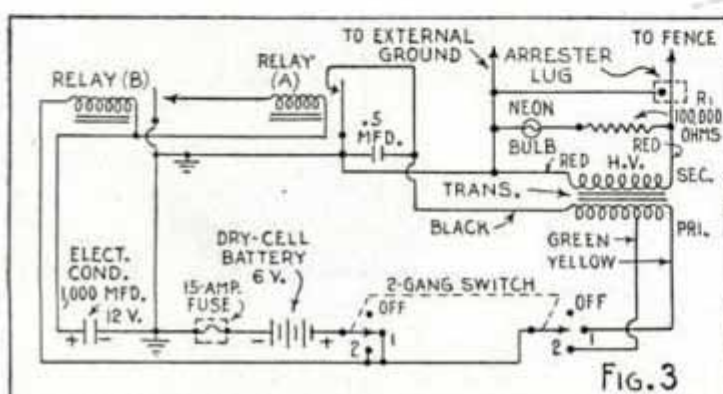 TO EXTERNAL
GROUND
TO FENCE
ARRESTER
LUG
RELAY (B)
RELAY
(A)
R1
100,000
OHMS
.5
MFD.
NEON
BULB
RED
RED
H.V.
SEC.
TRANS.
BLACK
PRI.
GREEN
YELLOW
ELECT.
COND.
1,000 MFD.
12 V.
+ -
15-AMP.
FUSE
DRY-CELL
BATTERY
6 V.
- +
2-GANG SWITCH
OFF
1
2
OFF
1
2
FIG. 3